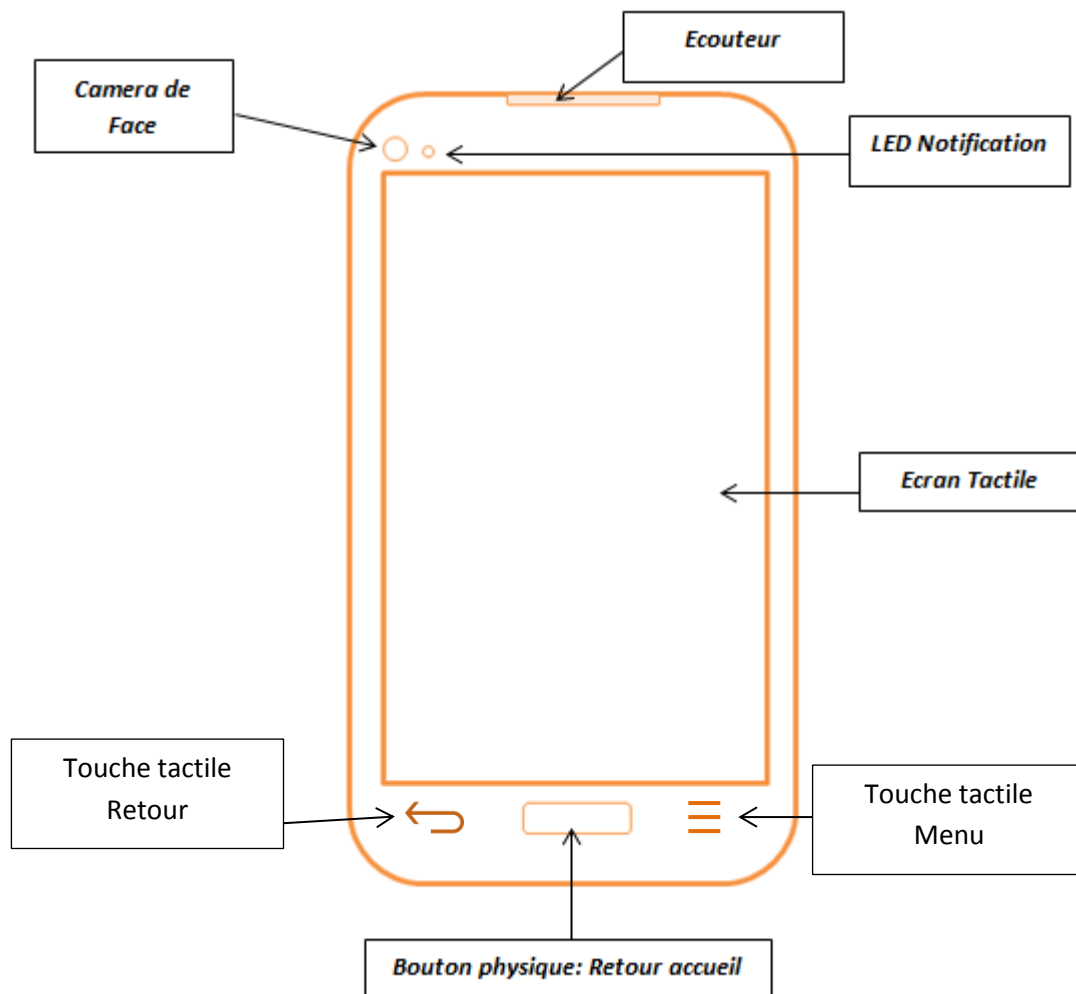 Ecouteur
Camera de
Face
LED Notification
Ecran Tactile
Touche tactile
Retour
Touche tactile
Menu
Bouton physique: Retour accueil